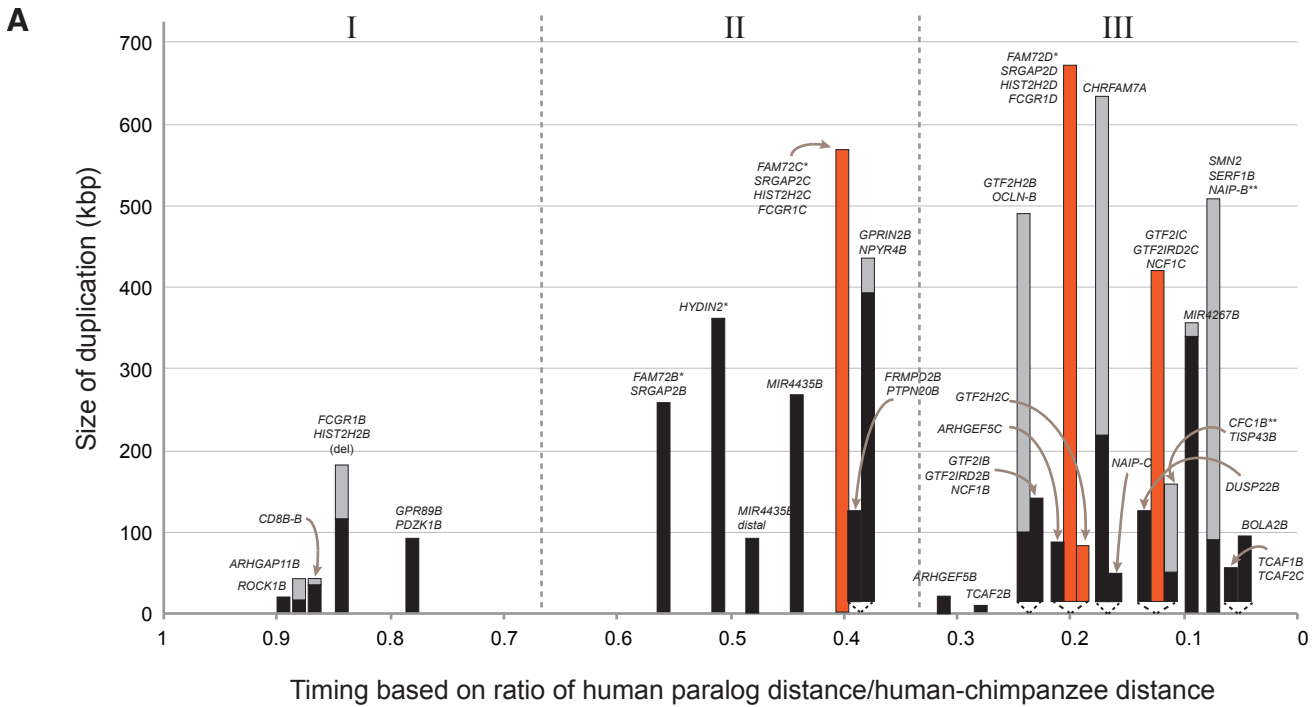 A
I
II
III
Size of duplication (kbp)
700
600
500
400
300
200
100
0
ROCK1B
ARHGAP11B
CD8B-B
FCGR1B
HIST2H2B
(del)
GPR89B
PDZK1B
FAM72B*
SRGAP2B
HYDIN2*
MIR4435B
distal
MIR4435B
FAM72C*
SRGAP2C
HIST2H2C
FCGR1C
GPRIN2B
NPYR4B
FRMPD2B
PTPN20B
ARHGEF5B
TCAF2B
GTF2H2B
OCLN-B
GTF2H2C
ARHGEF5C
GTF2IB
GTF2IRD2B
NCF1B
FAM72D*
SRGAP2D
HIST2H2D
FCGR1D
CHRFAM7A
NAIP-C
GTF2IC
GTF2IRD2C
NCF1C
MIR4267B
SMN2
SERF1B
NAIP-B**
CFC1B**
TISP43B
DUSP22B
BOLA2B
TCAF1B
TCAF2C
1
0.9
0.8
0.7
0.6
0.5
0.4
0.3
0.2
0.1
0
Timing based on ratio of human paralog distance/human-chimpanzee distance